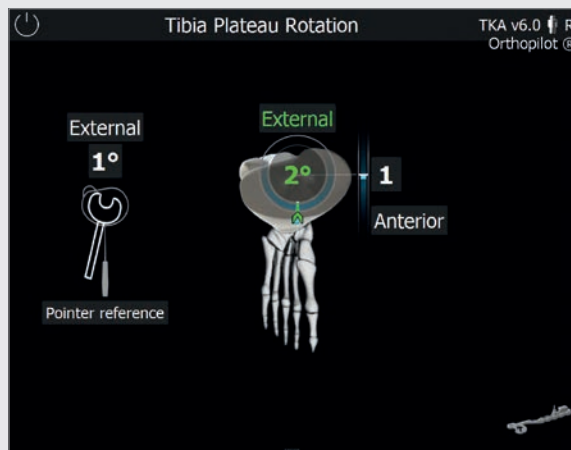 Tibia Plateau Rotation
TKA v6.0 R
Orthopilot ®
External
1°
Pointer reference
External
2°
1
Anterior